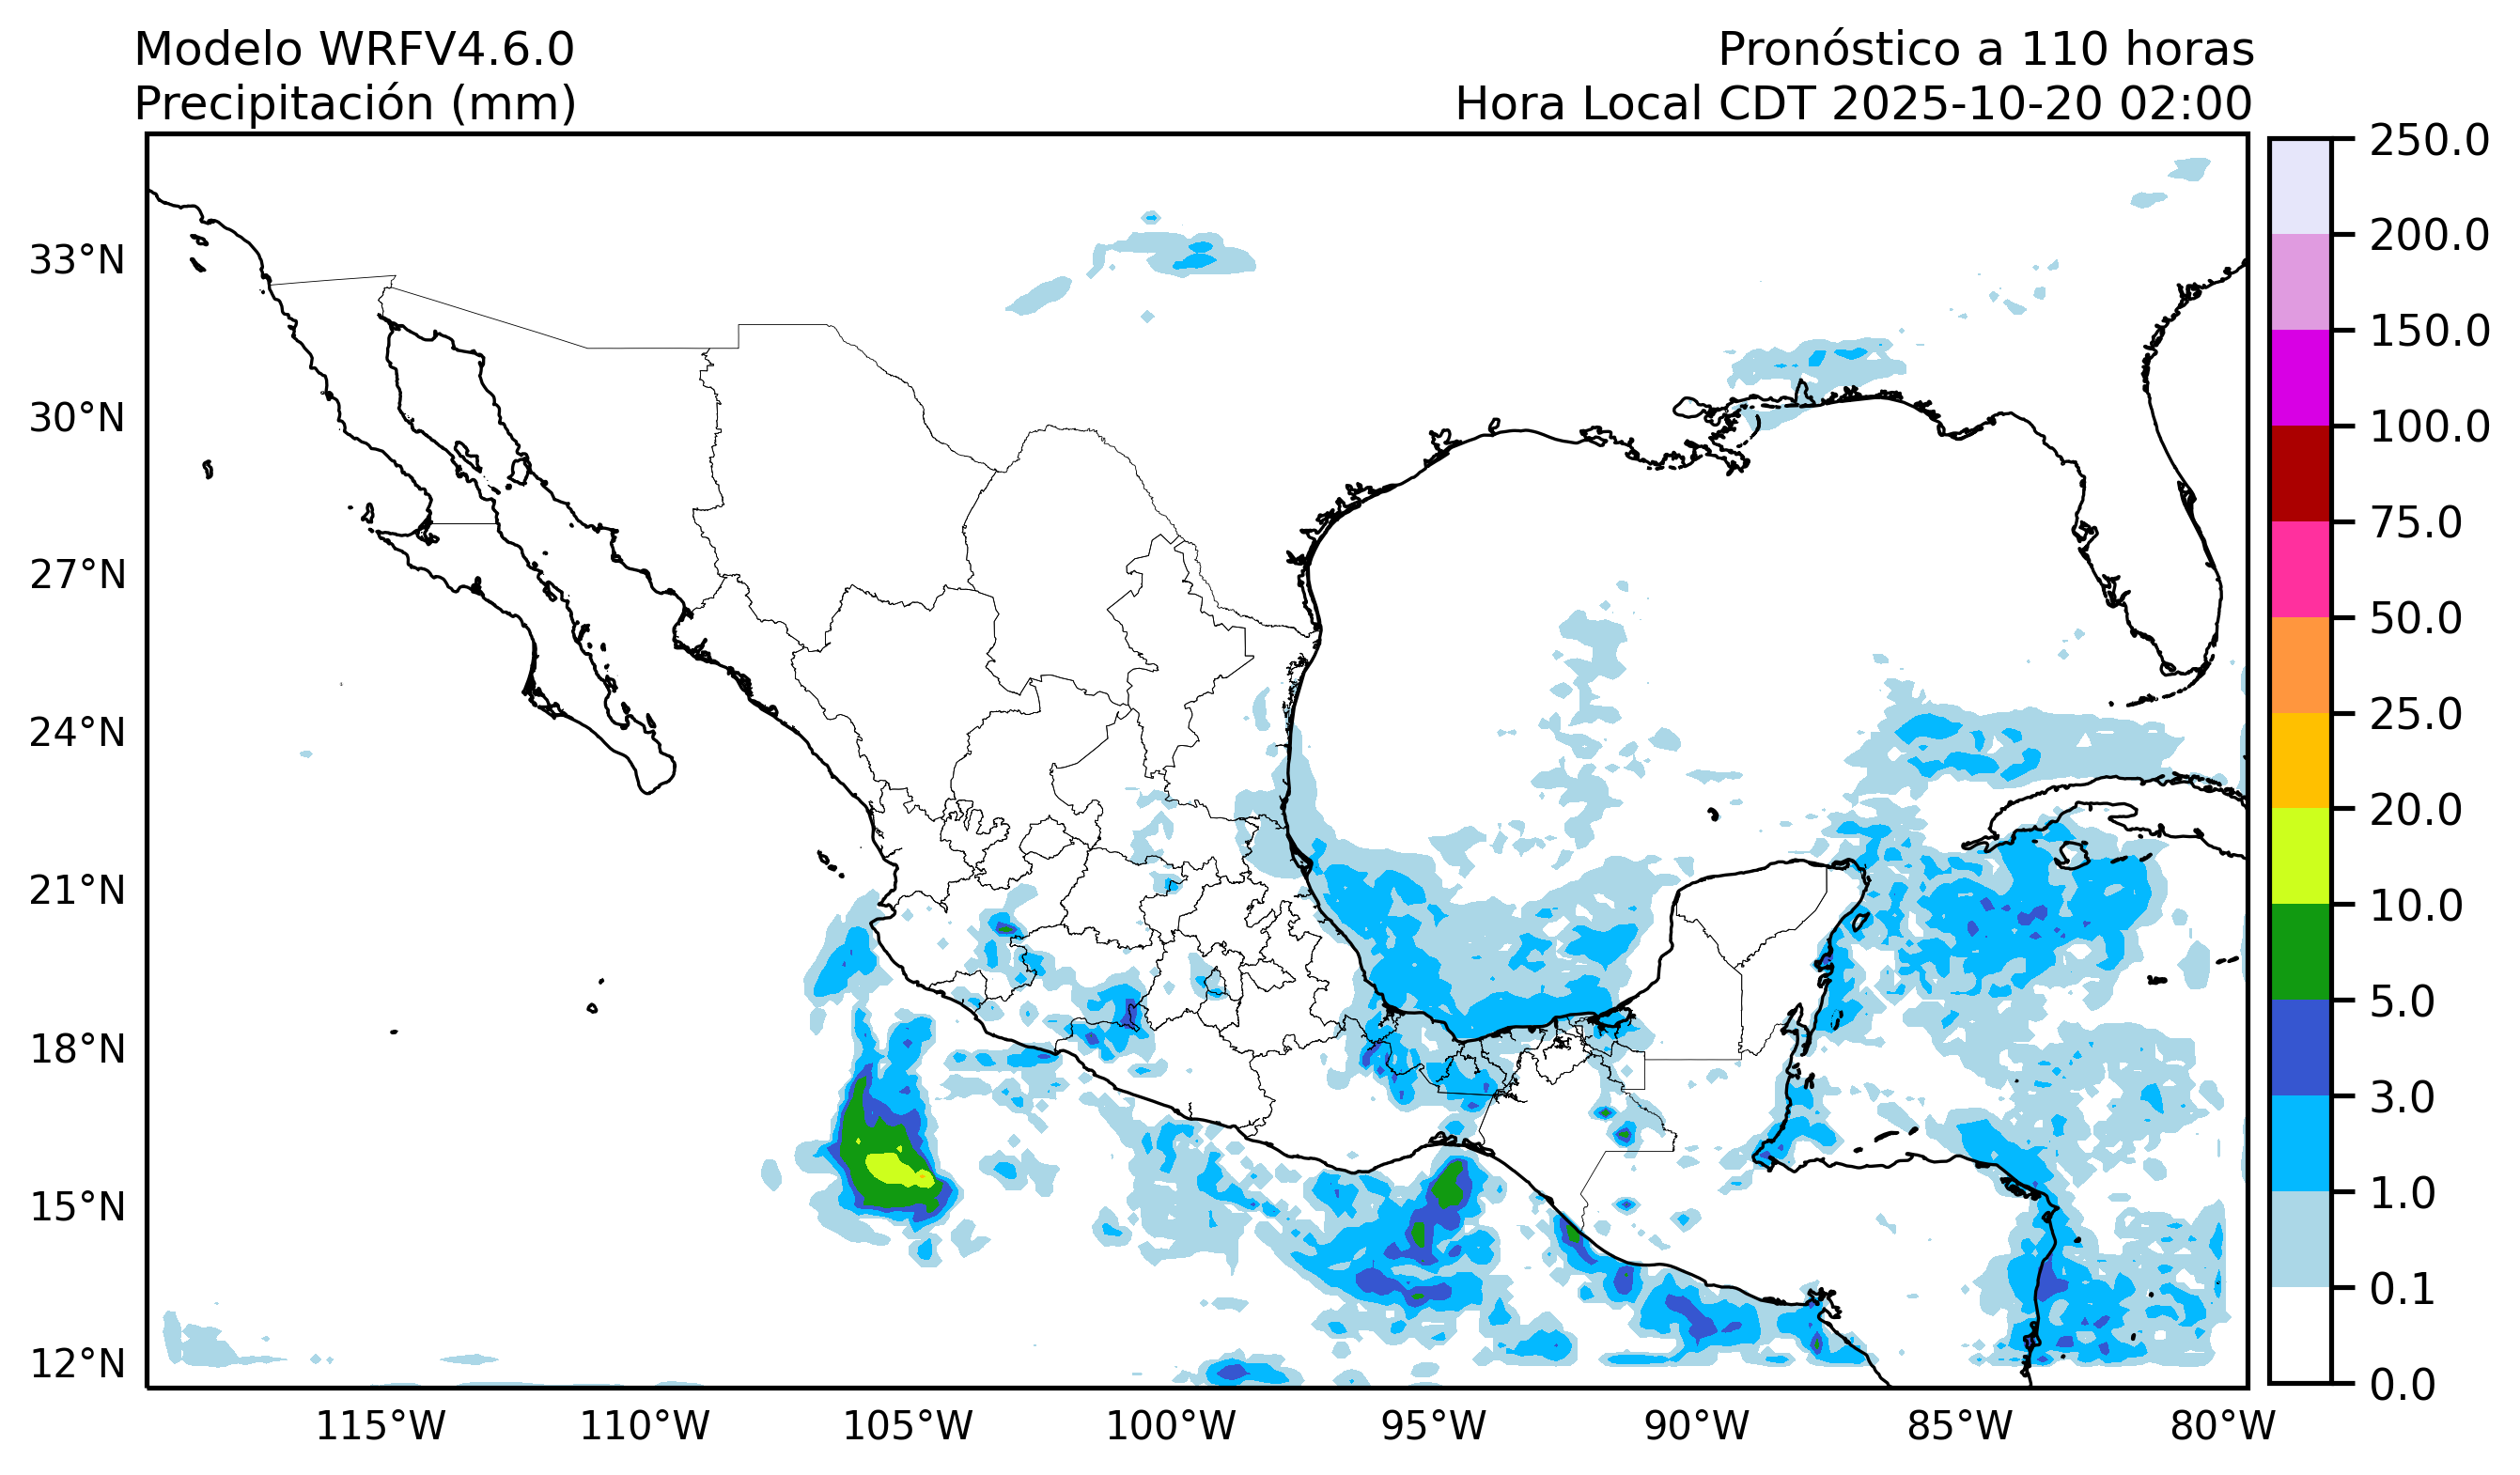 Modelo WRFV4.6.0
Precipitación (mm)
Pronóstico a 110 horas
Hora Local CDT 2025-10-20 02:00
33°N
30°N
27°N
24°N
21°N
18°N
15°N
12°N
115°W
110°W
105°W
100°W
95°W
90°W
85°W
80°W
250.0
200.0
150.0
100.0
75.0
50.0
25.0
20.0
10.0
5.0
3.0
1.0
0.1
0.0